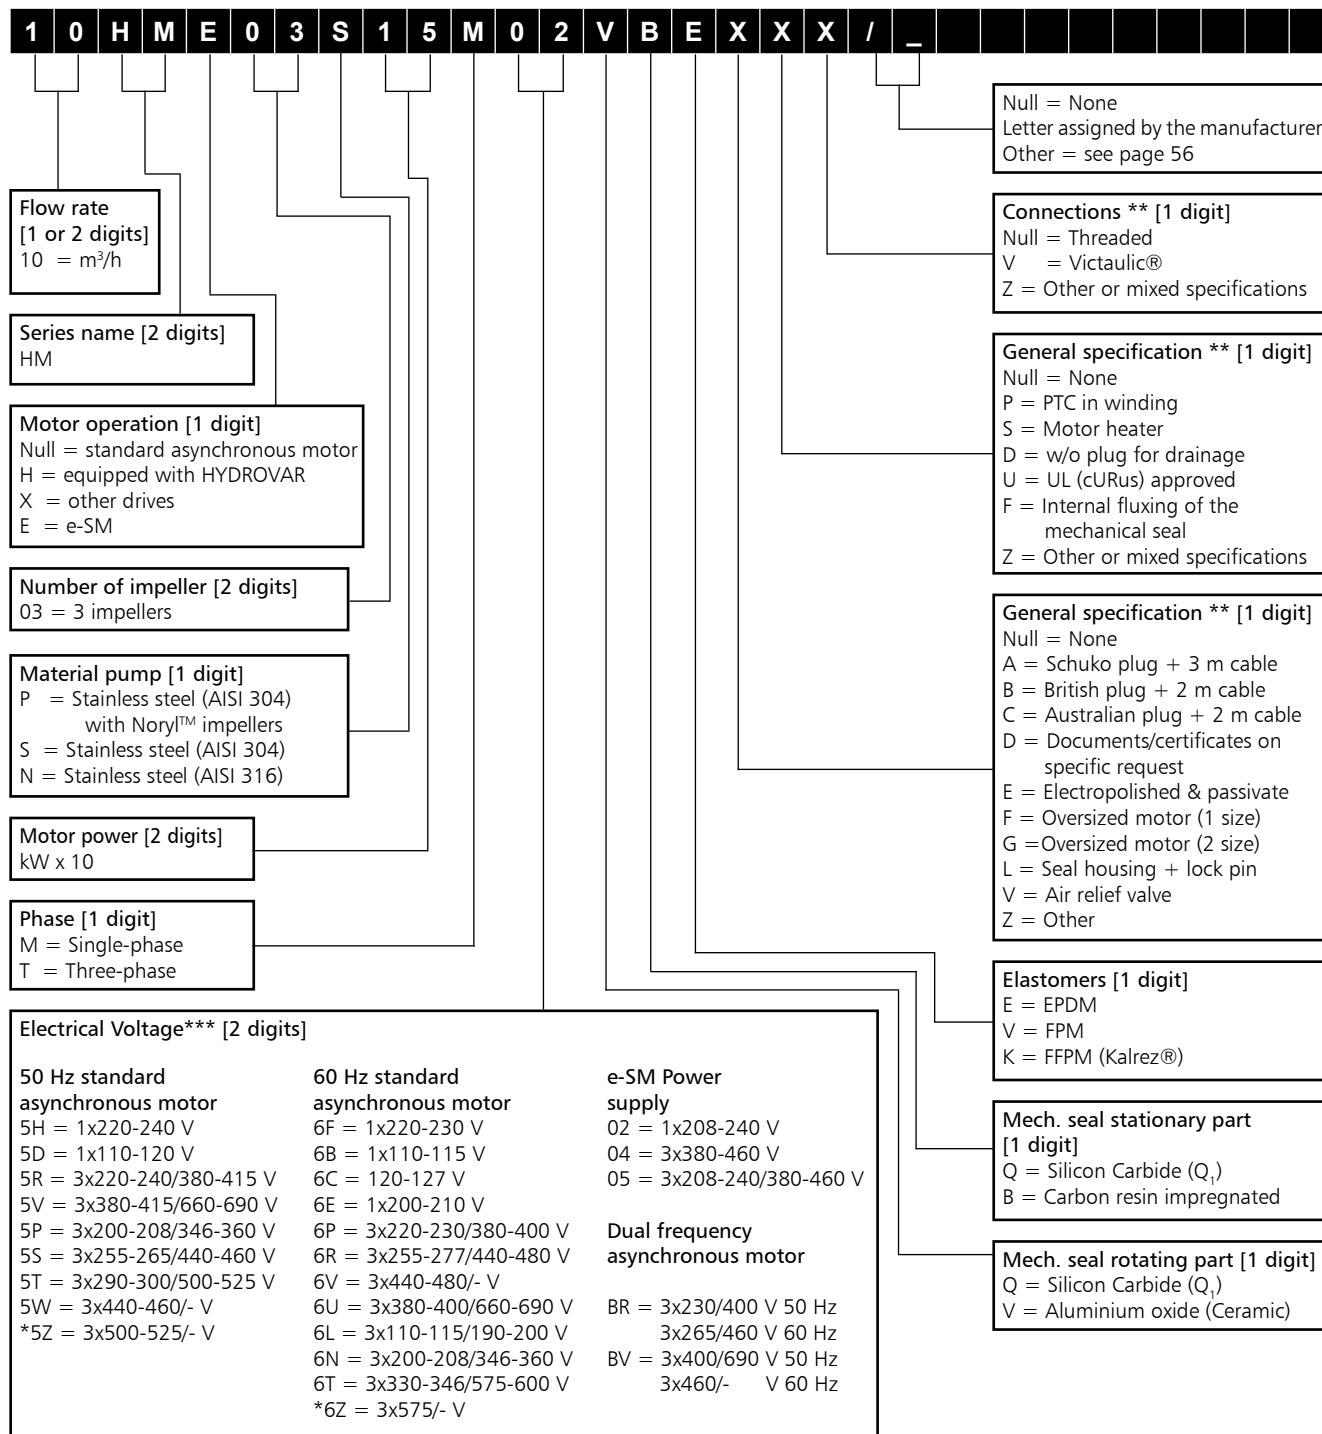 1 0 H M E 0 3 S 1 5 M 0 2 V B E X X X / _
Flow rate
[1 or 2 digits]
10 = m³/h
Series name [2 digits]
HM
Motor operation [1 digit]
Null = standard asynchronous motor
H = equipped with HYDROVAR
X = other drives
E = e-SM
Number of impeller [2 digits]
03 = 3 impellers
Material pump [1 digit]
P = Stainless steel (AISI 304)
with Noryl™ impellers
S = Stainless steel (AISI 304)
N = Stainless steel (AISI 316)
Motor power [2 digits]
kW x 10
Phase [1 digit]
M = Single-phase
T = Three-phase
Electrical Voltage*** [2 digits]
50 Hz standard
asynchronous motor
5H = 1x220-240 V
5D = 1x110-120 V
5R = 3x220-240/380-415 V
5V = 3x380-415/660-690 V
5P = 3x200-208/346-360 V
5S = 3x255-265/440-460 V
5T = 3x290-300/500-525 V
5W = 3x440-460/- V
*5Z = 3x500-525/- V
60 Hz standard
asynchronous motor
6F = 1x220-230 V
6B = 1x110-115 V
6C = 120-127 V
6E = 1x200-210 V
6P = 3x220-230/380-400 V
6R = 3x255-277/440-480 V
6V = 3x440-480/- V
6U = 3x380-400/660-690 V
6L = 3x110-115/190-200 V
6N = 3x200-208/346-360 V
6T = 3x330-346/575-600 V
*6Z = 3x575/- V
e-SM Power
supply
02 = 1x208-240 V
04 = 3x380-460 V
05 = 3x208-240/380-460 V
Dual frequency
asynchronous motor
BR = 3x230/400 V 50 Hz
3x265/460 V 60 Hz
BV = 3x400/690 V 50 Hz
3x460/- V 60 Hz
Null = None
Letter assigned by the manufacturer
Other = see page 56
Connections ** [1 digit]
Null = Threaded
V = Victaulic®
Z = Other or mixed specifications
General specification ** [1 digit]
Null = None
P = PTC in winding
S = Motor heater
D = w/o plug for drainage
U = UL (cURus) approved
F = Internal fluxing of the
mechanical seal
Z = Other or mixed specifications
General specification ** [1 digit]
Null = None
A = Schuko plug + 3 m cable
B = British plug + 2 m cable
C = Australian plug + 2 m cable
D = Documents/certificates on
specific request
E = Electropolished & passivate
F = Oversized motor (1 size)
G =Oversized motor (2 size)
L = Seal housing + lock pin
V = Air relief valve
Z = Other
Elastomers [1 digit]
E = EPDM
V = FPM
K = FFPM (Kalrez®)
Mech. seal stationary part
[1 digit]
Q = Silicon Carbide (Q₁)
B = Carbon resin impregnated
Mech. seal rotating part [1 digit]
Q = Silicon Carbide (Q₁)
V = Aluminium oxide (Ceramic)